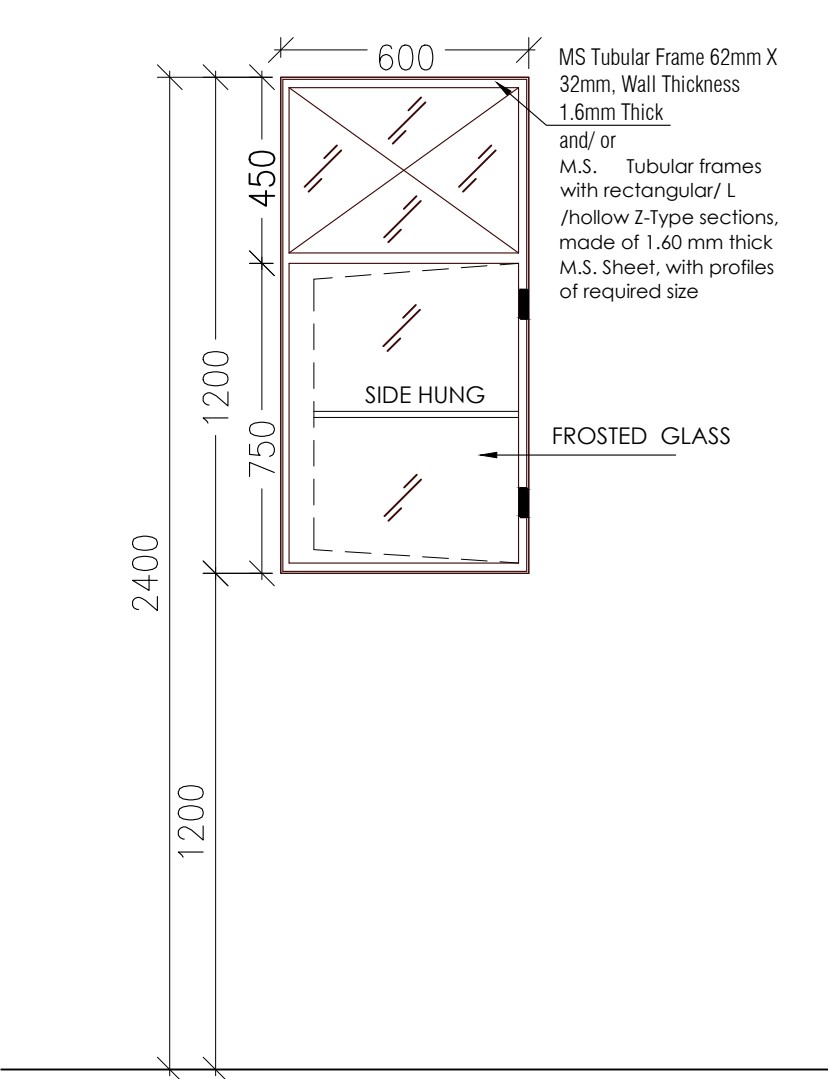 600
MS Tubular Frame 62mm X
32mm, Wall Thickness
1.6mm Thick
and/ or
M.S. Tubular frames
with rectangular/ L
/hollow Z-Type sections,
made of 1.60 mm thick
M.S. Sheet, with profiles
of required size
450
1200
SIDE HUNG
750
FROSTED GLASS
2400
1200